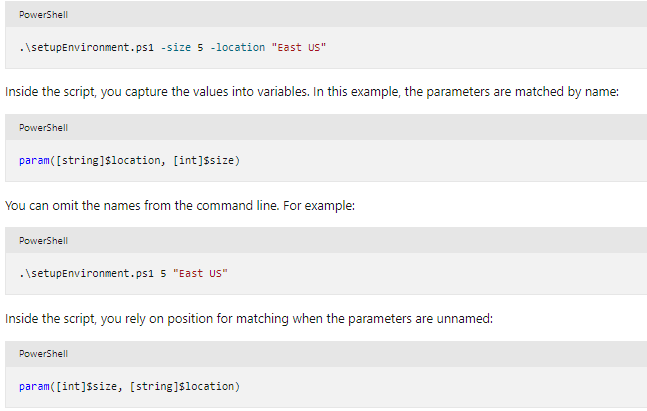 PowerShell
.\setupEnvironment.ps1 -size 5 -location "East US"
Inside the script, you capture the values into variables. In this example, the parameters are matched by name:
PowerShell
param([string]$location, [int]$size)
You can omit the names from the command line. For example:
PowerShell
.\setupEnvironment.ps1 5 "East US"
Inside the script, you rely on position for matching when the parameters are unnamed:
PowerShell
param([int]$size, [string]$location)